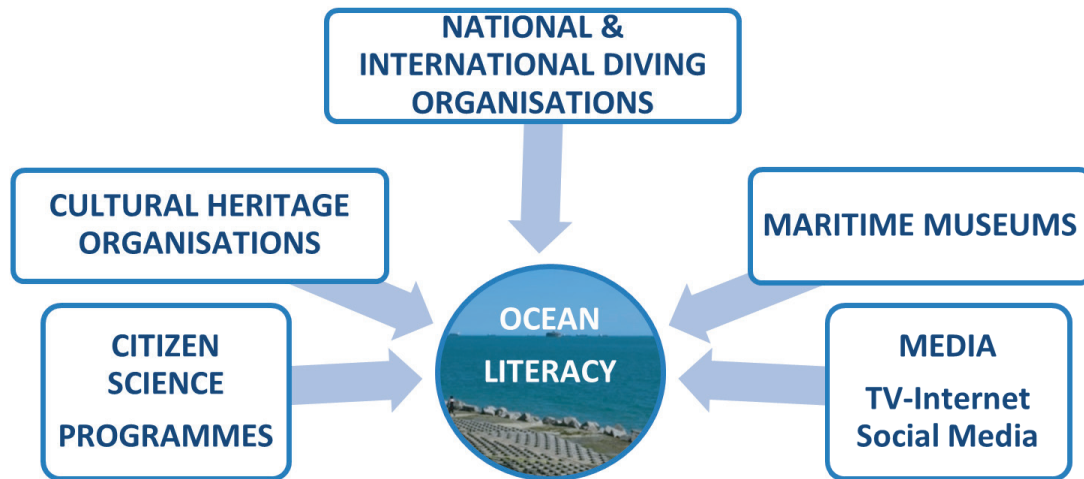 NATIONAL &
INTERNATIONAL DIVING
ORGANISATIONS
CULTURAL HERITAGE
ORGANISATIONS
MARITIME MUSEUMS
CITIZEN
SCIENCE
PROGRAMMES
OCEAN
LITERACY
MEDIA
TV-Internet
Social Media